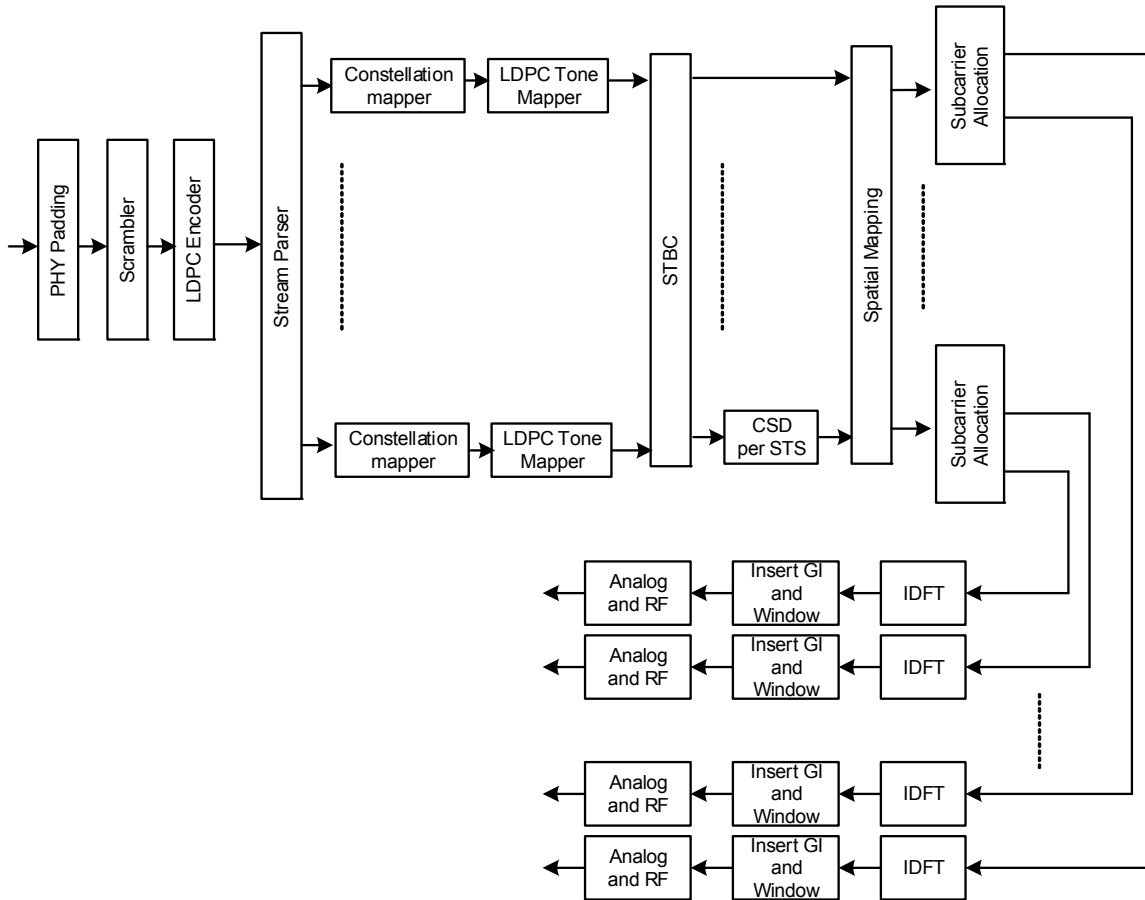 PHY Padding
Scrambler
LDPC Encoder
Stream Parser
Constellation
mapper
LDPC Tone
Mapper
Constellation
mapper
LDPC Tone
Mapper
STBC
CSD
per STS
Spatial Mapping
Subcarrier
Allocation
Subcarrier
Allocation
Analog
and RF
Insert GI
and
Window
IDFT
Analog
and RF
Insert GI
and
Window
IDFT
Analog
and RF
Insert GI
and
Window
IDFT
Analog
and RF
Insert GI
and
Window
IDFT